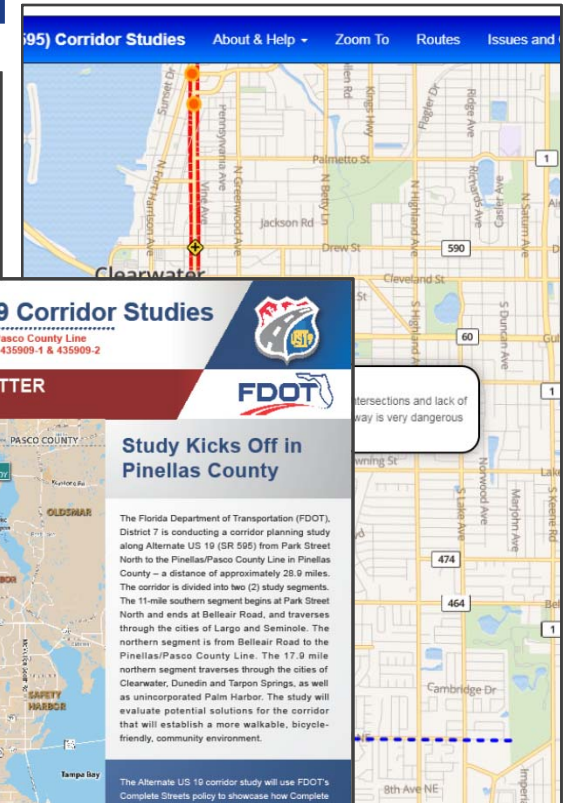 595) Corridor Studies About & Help Zoom To Routes Issues and
Sunset Dr
Pennsylvania Ave
Kings Hwy
Flagler Dr
Ridge Ave
Palmetto St
1
N Fort Harrison Ave
Vine Ave
N Greenwood Ave
N Betty Ln
N Highland Ave
Richards Ave
Casler Ave
N Saturn Ave
Jackson Rd
Drew St
590
Clearwater
Cleveland St
S Highland Ave
60
S Duncan Ave
9 Corridor Studies
Pasco County Line
435909-1 & 435909-2
US 19
TTER
FDOT
ntersections and lack of
way is very dangerous
1
PASCO COUNTY
OLDSMAR
SAFETY
HARBOR
Tampa Bay
Study Kicks Off in
Pinellas County
The Florida Department of Transportation (FDOT),
District 7 is conducting a corridor planning study
along Alternate US 19 (SR 595) from Park Street
North to the Pinellas/Pasco County Line in Pinellas
County – a distance of approximately 28.9 miles.
The corridor is divided into two (2) study segments.
The 11-mile southern segment begins at Park Street
North and ends at Belleair Road, and traverses
through the cities of Largo and Seminole. The
northern segment is from Belleair Road to the
Pinellas/Pasco County Line. The 17.9 mile
northern segment traverses through the cities of
Clearwater, Dunedin and Tarpon Springs, as well
as unincorporated Palm Harbor. The study will
evaluate potential solutions for the corridor
that will establish a more walkable, bicycle-
friendly, community environment.
The Alternate US 19 corridor study will use FDOT's
Complete Streets policy to showcase how Complete
wning St
S Lake Ave
Norwood Ave
Marjohn Ave
S Keene Rd
474
464
1
Cambridge Dr
8th Ave NE